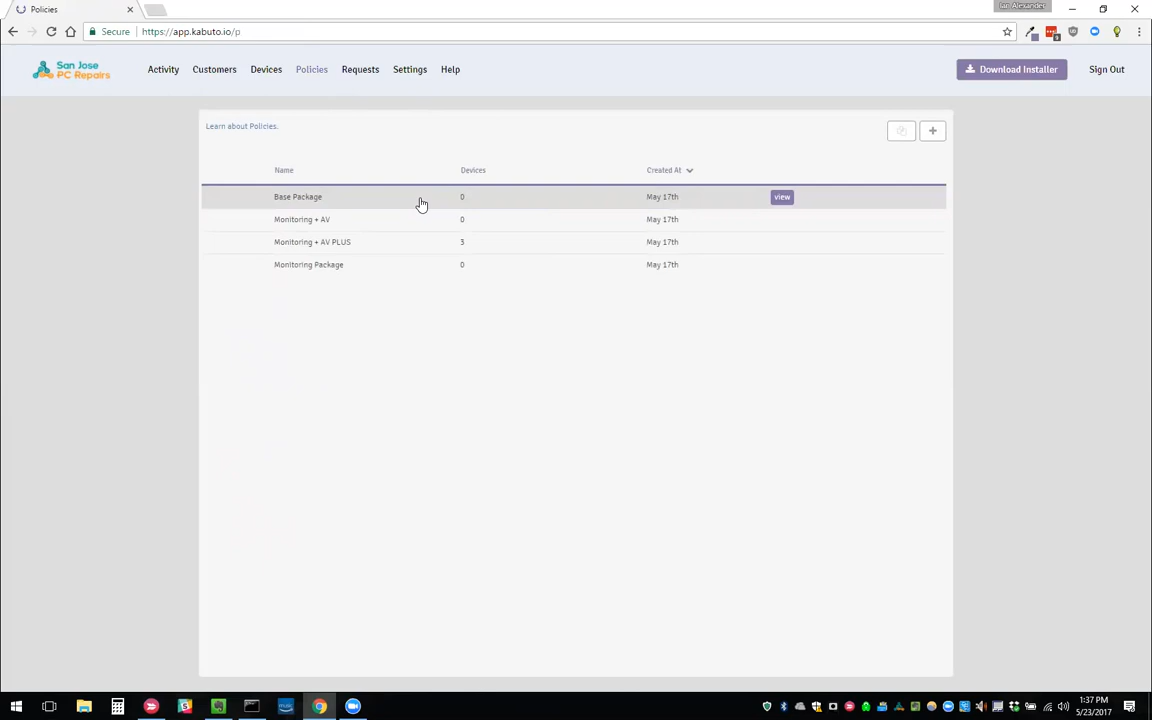 Policies
Jan Alexander
Secure
https://app.kabuto.io/p
San Jose
PC Repairs
Activity
Customers
Devices
Policies
Requests
Settings
Help
Download Installer
Sign Out
Learn about Policies.
Name Devices Created At
Base Package 0 May 17th view
Monitoring + AV 0 May 17th
Monitoring + AV PLUS 3 May 17th
Monitoring Package 0 May 17th
1:37 PM
5/23/2017